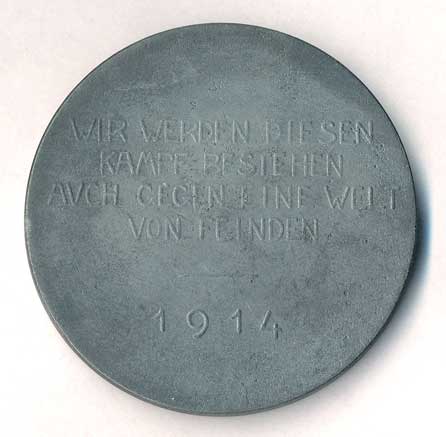 WIR WERDEN DIESEN
KAMPF BESTEHEN
AVCH GEGEN EINE WELT
VON FEINDEN
1914